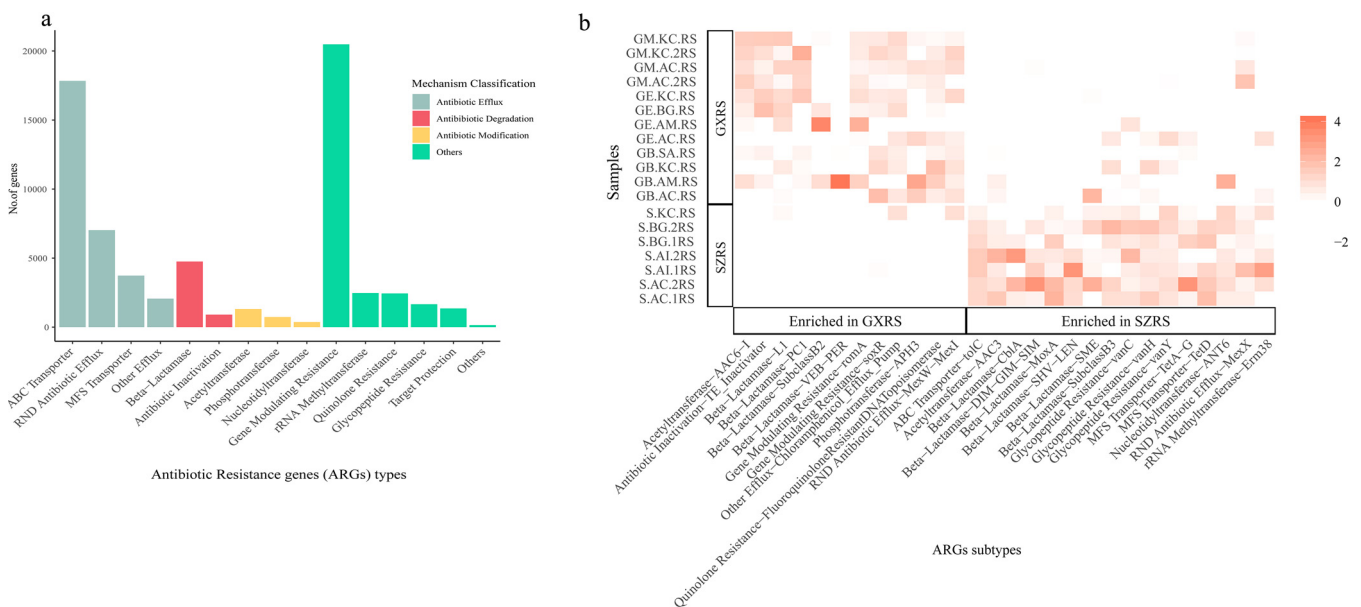 a
20000
15000
10000
5000
0
No.of genes
Mechanism Classification
Antibiotic Efflux
Antibibiotic Degradation
Antibiotic Modification
Others
ABC Transporter
RND Antibiotic Efflux
MFS Transporter
Other Efflux
Beta-Lactamase
Antibiotic Inactivation
Acetyltransferase
Phosphotransferase
Nucleotidyltransferase
Gene Modulating Resistance
rRNA Methyltransferase
Quinolone Resistance
Glycopeptide Resistance
Target Protection
Others
Antibiotic Resistance genes (ARGs) types
b
Samples
GXRS
SZRS
GM.KC.RS
GM.KC.2RS
GM.AC.RS
GM.AC.2RS
GE.KC.RS
GE.BG.RS
GE.AM.RS
GE.AC.RS
GB.SA.RS
GB.KC.RS
GB.AM.RS
GB.AC.RS
S.KC.RS
S.BG.2RS
S.BG.1RS
S.AI.2RS
S.AI.1RS
S.AC.2RS
S.AC.1RS
Enriched in GXRS
Enriched in SZRS
Acetyltransferase−AAC6−I
Antibiotic Inactivation−TE_Inactivator
Beta−Lactamase−L1
Beta−Lactamase−PC1
Beta−Lactamase−SubclassB2
Beta−Lactamase−VEB−PER
Gene Modulating Resistance−romA
Gene Modulating Resistance−soxR
Other Efflux−Chloramphenicol_Efflux_Pump
Phosphotransferase−APH3
Quinolone Resistance−FluoroquinoloneResistantDNATopoisomerase
RND Antibiotic Efflux−MexW−MexI
ABC Transporter−tolC
Acetyltransferase−AAC3
Beta−Lactamase−CblA
Beta−Lactamase−DIM−GIM−SIM
Beta−Lactamase−MoxA
Beta−Lactamase−SHV−LEN
Beta−Lactamase−SME
Beta−Lactamase−SubclassB3
Glycopeptide Resistance−vanC
Glycopeptide Resistance−vanH
Glycopeptide Resistance−vanY
MFS Transporter−TetA−G
MFS Transporter−TetD
Nucleotidyltransferase−ANT6
RND Antibiotic Efflux−MexX
rRNA Methyltransferase−Erm38
ARGs subtypes
4
2
0
−2